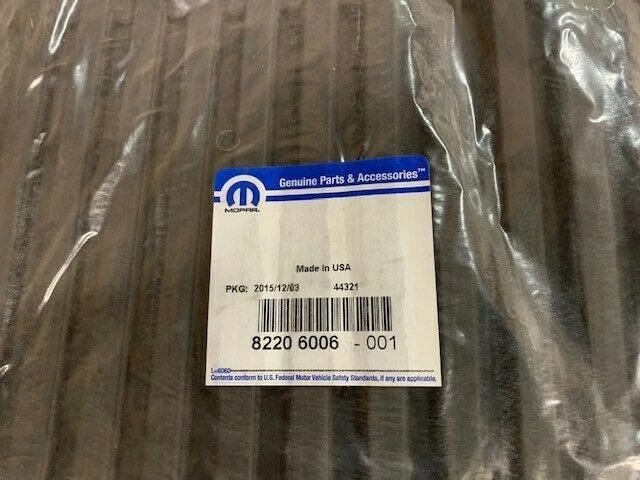 Genuine Parts & Accessories™
MOPAR.
Made In USA
PKG: 2015/12/03 44321
8220 6006 - 001
L-6060
Contents conform to U.S. Federal Motor Vehicle Safety Standards, if any are applicable.